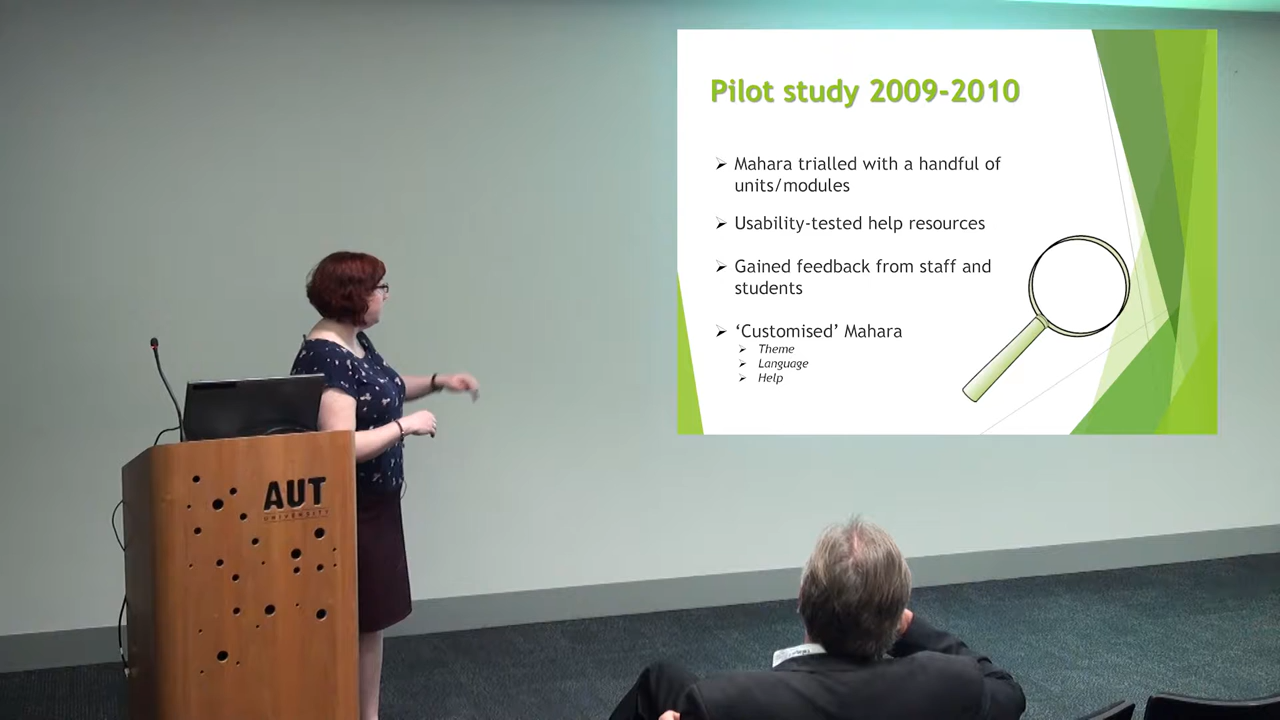 Pilot study 2009-2010
Mahara trialled with a handful of
units/modules
Usability-tested help resources
Gained feedback from staff and
students
‘Customised’ Mahara
Theme
Language
Help
AUT
UNIVERSITY